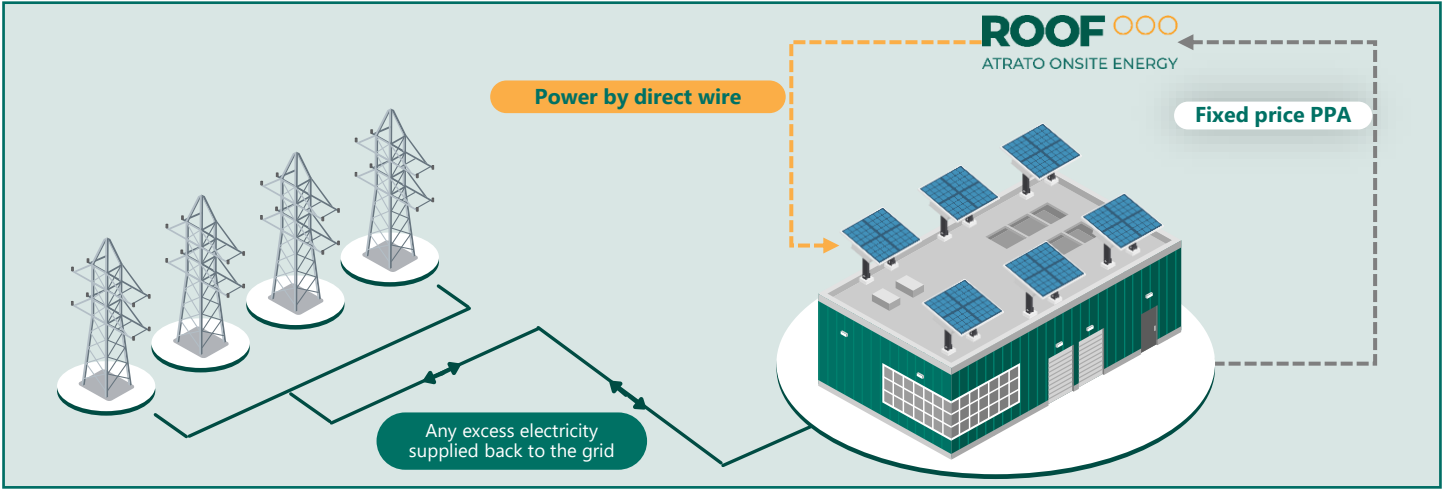 ROOF
ATRATO ONSITE ENERGY
Power by direct wire
Fixed price PPA
Any excess electricity
supplied back to the grid